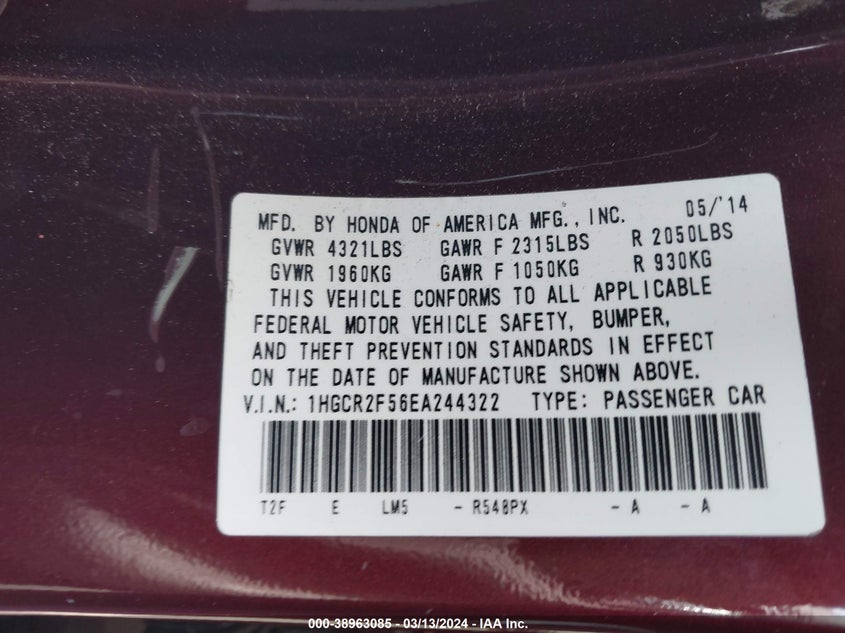 MFD. BY HONDA OF AMERICA MFG., INC. 05/'14
GVWR 4321LBS GAWR F 2315LBS R 2050LBS
GVWR 1960KG GAWR F 1050KG R 930KG
THIS VEHICLE CONFORMS TO ALL APPLICABLE
FEDERAL MOTOR VEHICLE SAFETY, BUMPER,
AND THEFT PREVENTION STANDARDS IN EFFECT
ON THE DATE OF MANUFACTURE SHOWN ABOVE.
V.I.N.: 1HGCR2F56EA244322 TYPE: PASSENGER CAR
T2F E LM5 - R548PX - A - A
000-38963085 - 03/13/2024 - IAA Inc.